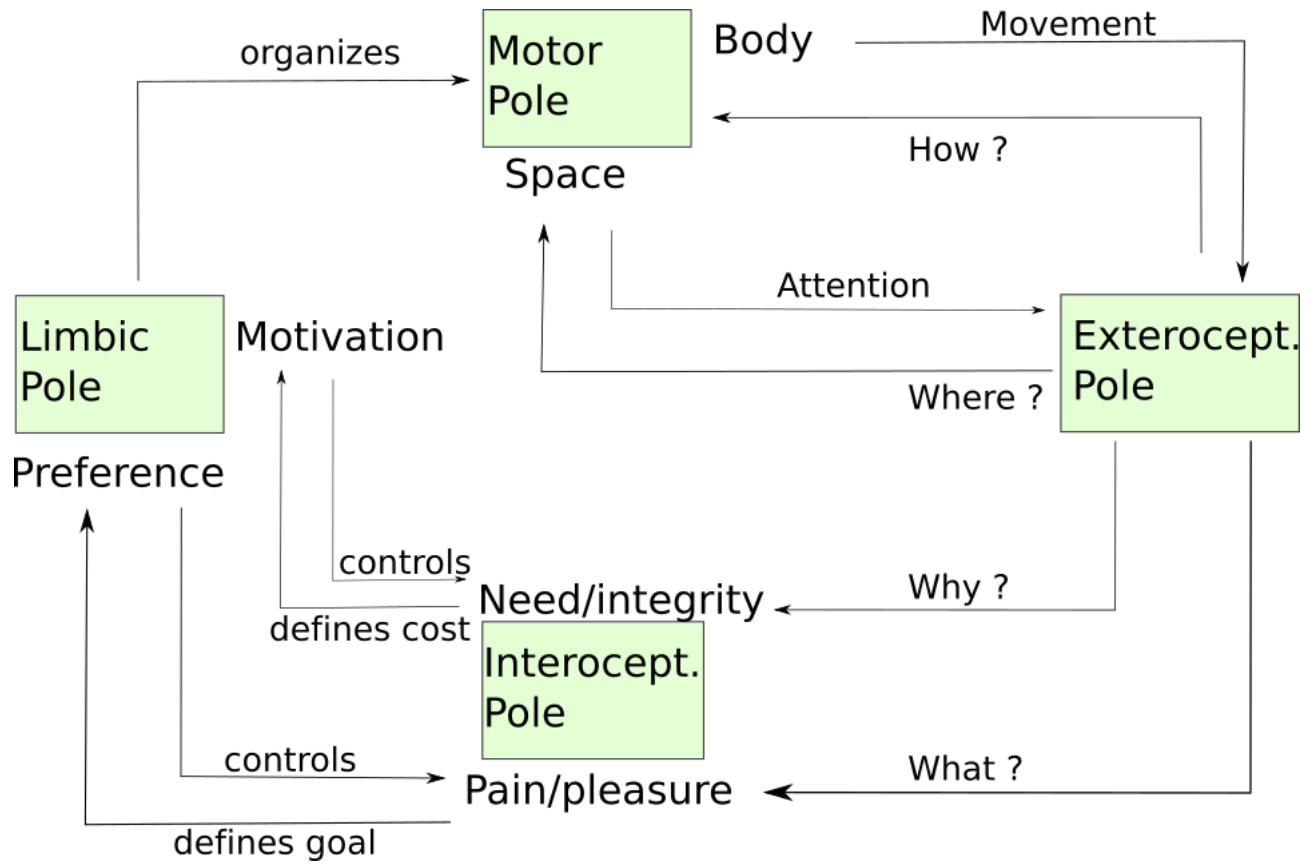 Movement
organizes
Motor
Pole
Body
How ?
Space
Attention
Limbic
Pole
Motivation
Exterocept.
Pole
Where ?
Preference
controls
Need/integrity
Why ?
defines cost
Interocept.
Pole
controls
Pain/pleasure
What ?
defines goal